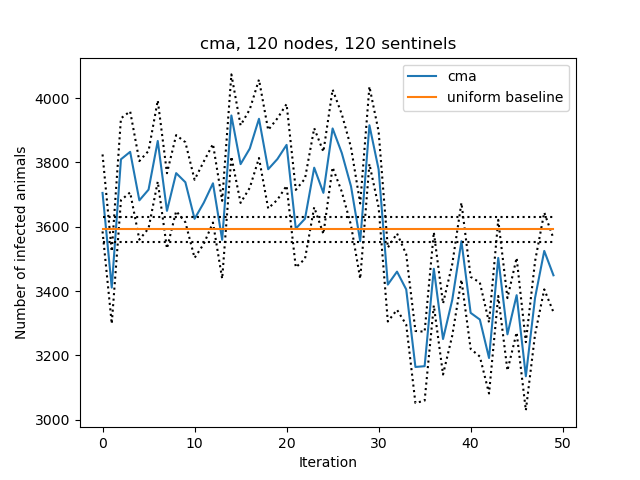 cma, 120 nodes, 120 sentinels
cma
uniform baseline
Number of infected animals
4000
3800
3600
3400
3200
3000
0 10 20 30 40 50
Iteration